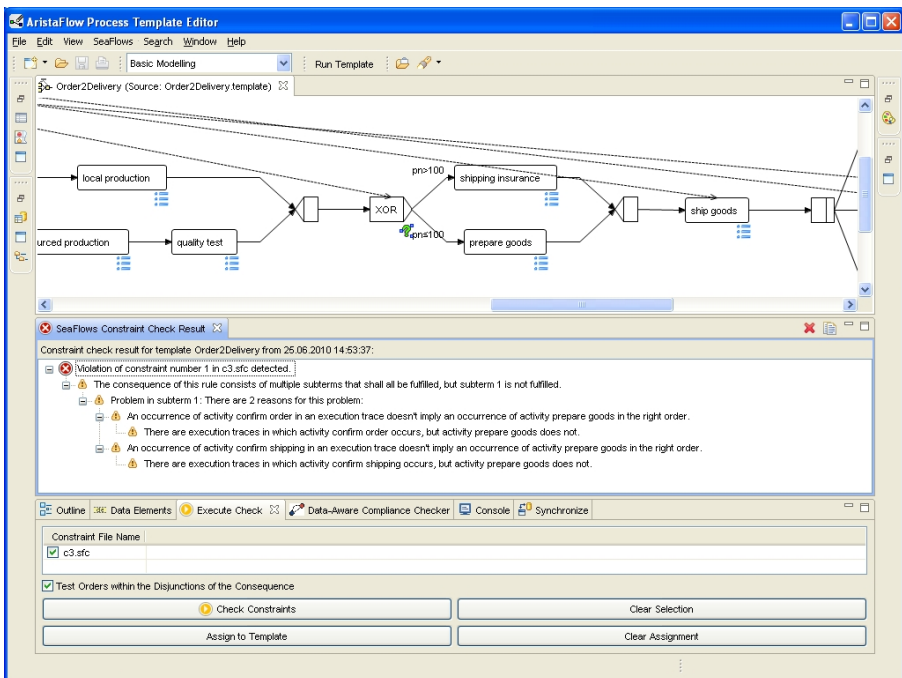 AristaFlow Process Template Editor
File Edit View SeaFlows Search Window Help
Basic Modelling Run Template
Order2Delivery (Source: Order2Delivery.template)
local production
pn>100
shipping insurance
XOR
ship goods
urced production
quality test
pn≤100
prepare goods
SeaFlows Constraint Check Result
Constraint check result for template Order2Delivery from 25.06.2010 14:53:37:
Violation of constraint number 1 in c3.sfc detected.
The consequence of this rule consists of multiple subterms that shall all be fulfilled, but subterm 1 is not fulfilled.
Problem in subterm 1: There are 2 reasons for this problem:
An occurrence of activity confirm order in an execution trace doesn't imply an occurrence of activity prepare goods in the right order.
There are execution traces in which activity confirm order occurs, but activity prepare goods does not.
An occurrence of activity confirm shipping in an execution trace doesn't imply an occurrence of activity prepare goods in the right order.
There are execution traces in which activity confirm shipping occurs, but activity prepare goods does not.
Outline Data Elements Execute Check Data-Aware Compliance Checker Console Synchronize
Constraint File Name
c3.sfc
Test Orders within the Disjunctions of the Consequence
Check Constraints Clear Selection
Assign to Template Clear Assignment